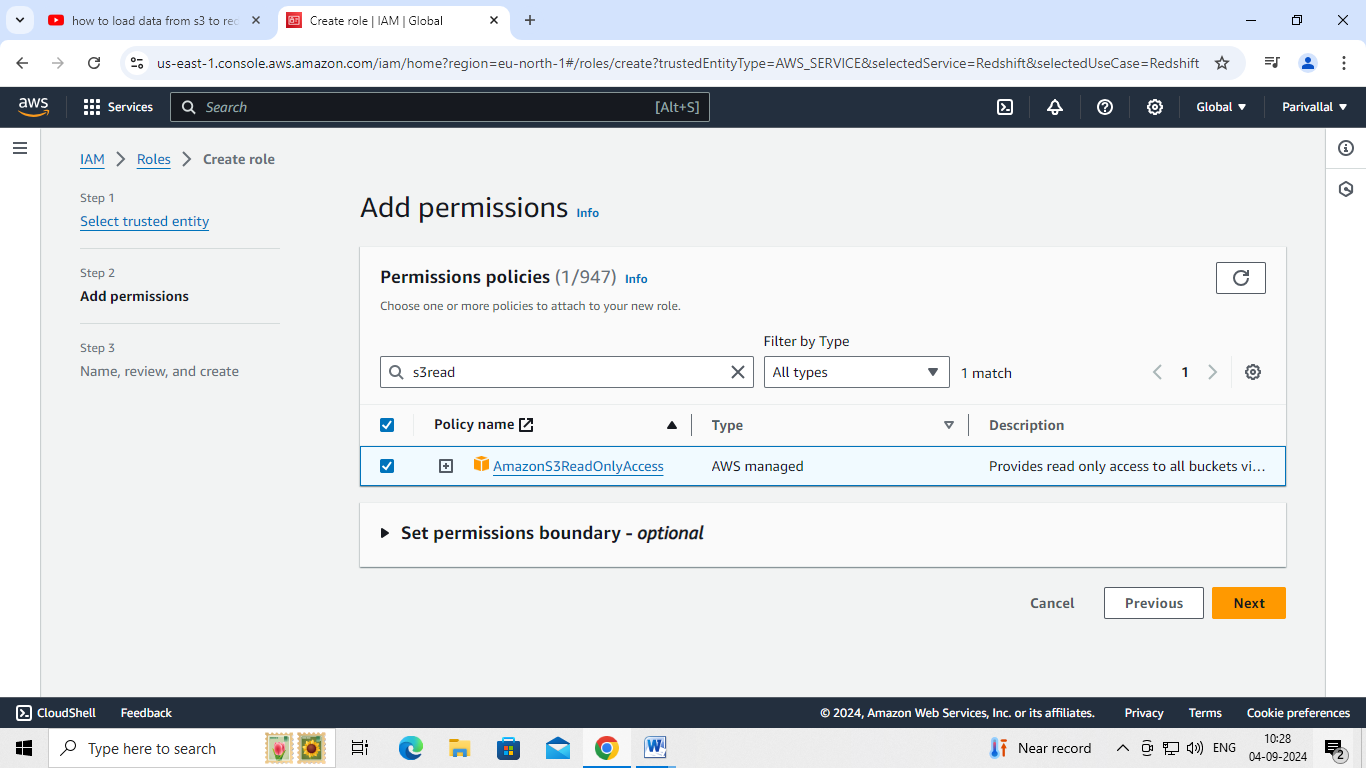 how to load data from s3 to re
Create role | IAM | Global
us-east-1.console.aws.amazon.com/iam/home?region=eu-north-1#/roles/create?trustedEntityType=AWS_SERVICE&selectedService=Redshift&selectedUseCase=Redshift
aws
Services
Search
[Alt+S]
Global
Parivallal
IAM
Roles
Create role
Step 1
Select trusted entity
Step 2
Add permissions
Step 3
Name, review, and create
Add permissions Info
Permissions policies (1/947) Info
Choose one or more policies to attach to your new role.
Filter by Type
s3read
All types
1 match
1
Policy name
Type
Description
AmazonS3ReadOnlyAccess
AWS managed
Provides read only access to all buckets vi...
Set permissions boundary - optional
Cancel
Previous
Next
CloudShell
Feedback
© 2024, Amazon Web Services, Inc. or its affiliates.
Privacy
Terms
Cookie preferences
Type here to search
Near record
ENG
10:28
04-09-2024
2